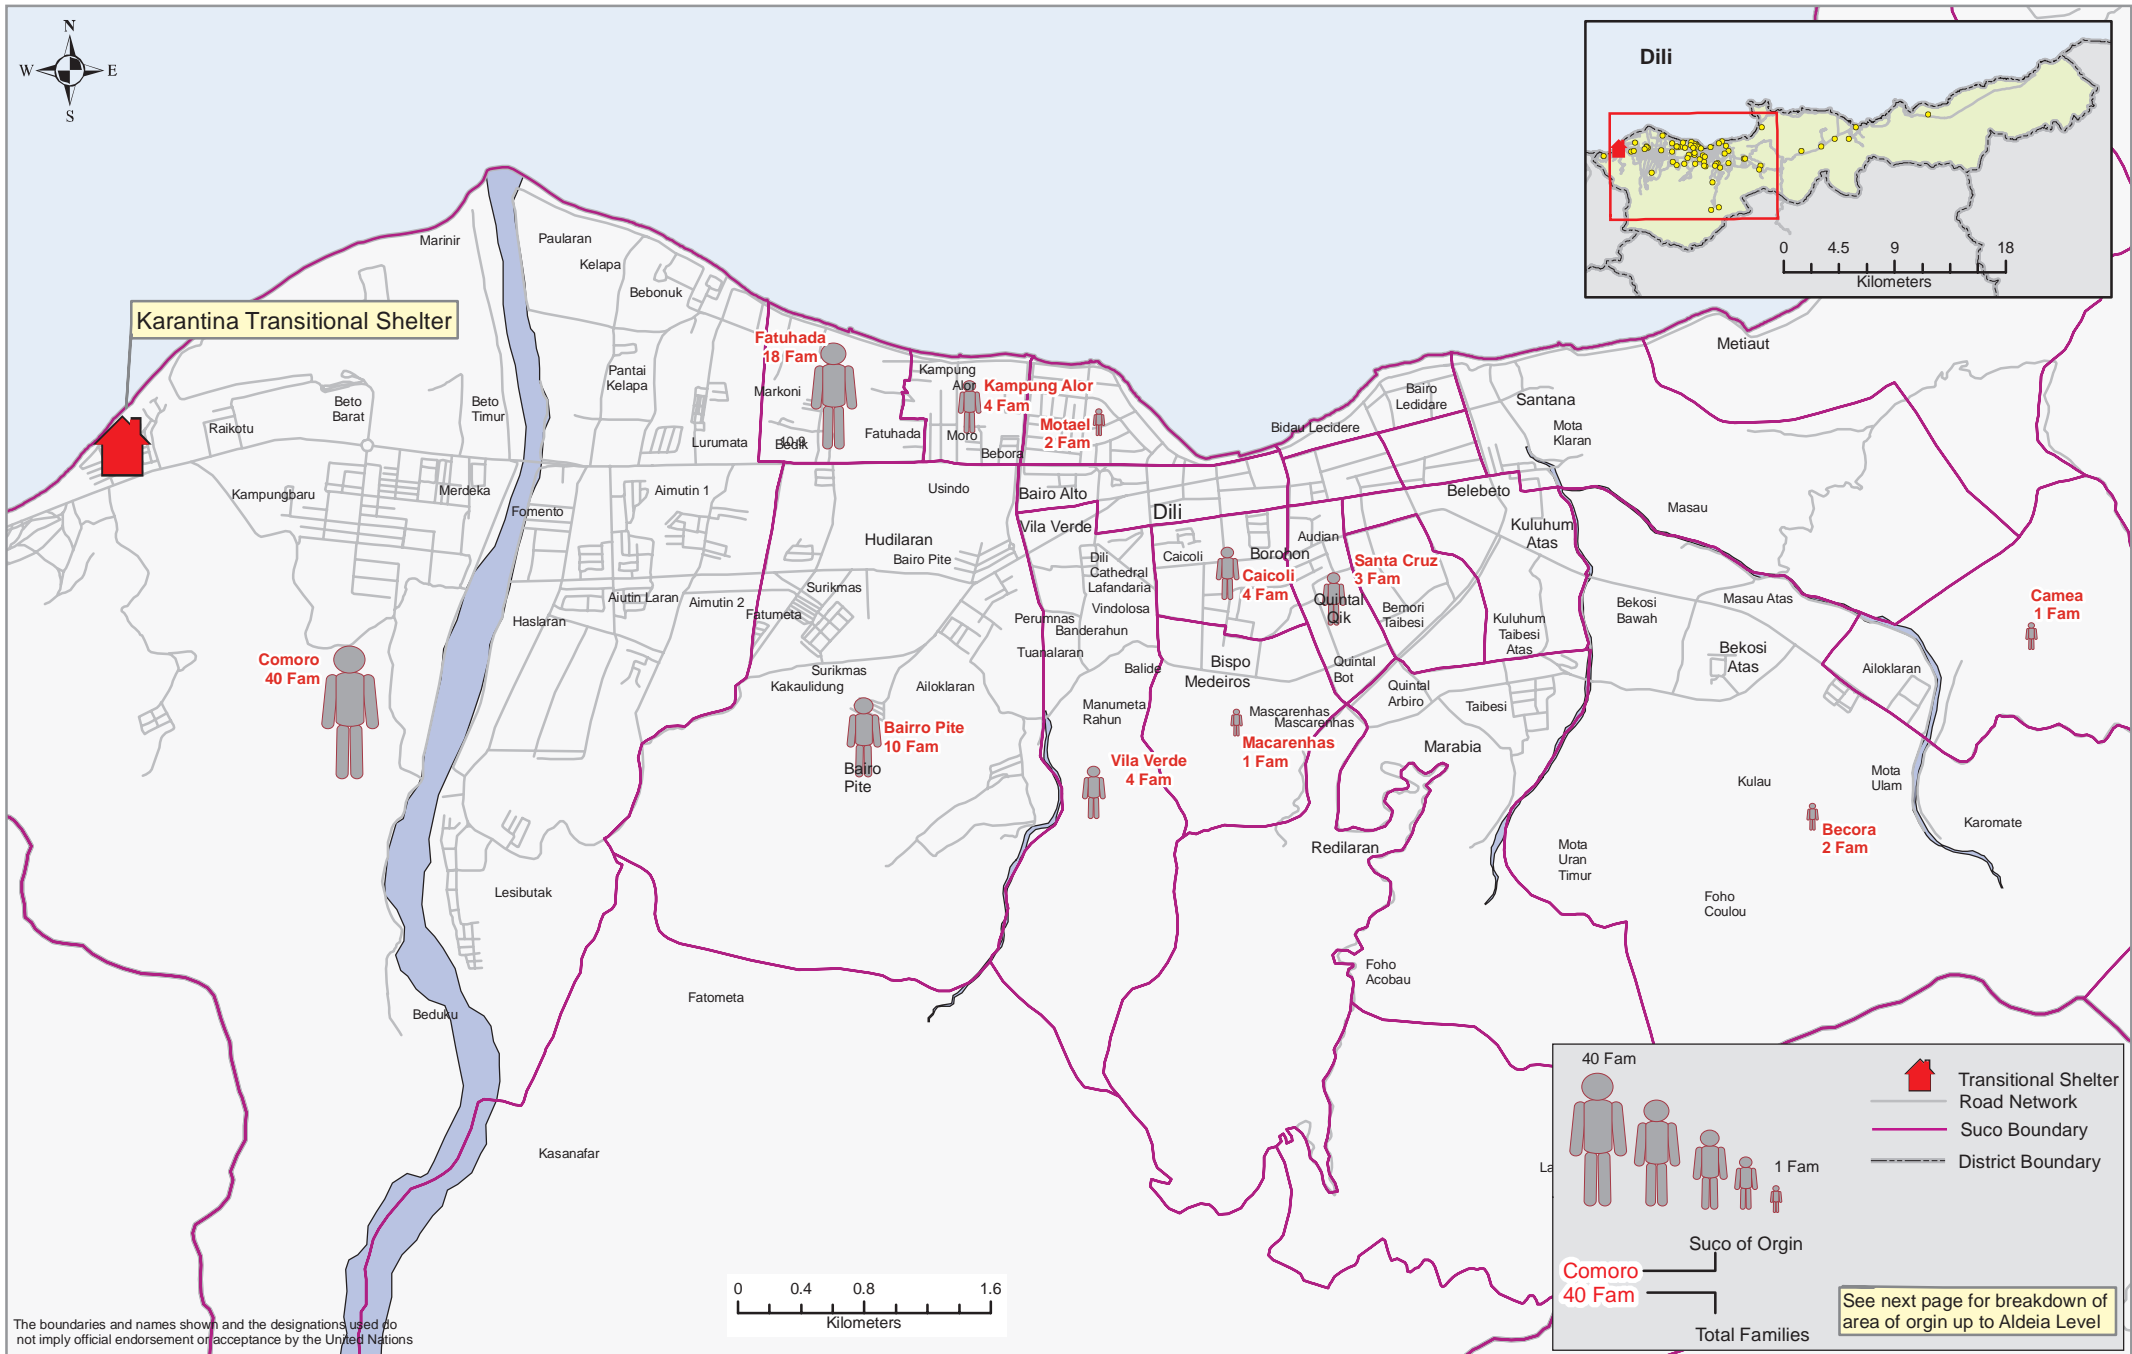 N
W
E
S
Dili
0
4.5
9
18
Kilometers
Karantina Transitional Shelter
Marinir
Paularan
Kelapa
Bebonuk
Pantai
Kelapa
Beto
Barat
Beto
Timur
Raikotu
Kampungbaru
Merdeka
Fomento
Aimutin 1
Lurumata
Fatuhada
18 Fam
Markoni
Bedik
Fatuhada
Kampung
Alor
Kampung Alor
4 Fam
Motael
2 Fam
Moro
Bebora
Bidau Lecidere
Bairo
Ledidare
Santana
Mota
Klaran
Metiaut
Usindo
Bairo Alto
Dili
Vila Verde
Belebeto
Kuluhum
Atas
Masau
Hudilaran
Bairo Pite
Dili
Cathedral
Lafandaria
Caicoli
Borohon
Audian
Caicoli
4 Fam
Santa Cruz
3 Fam
Quintal
Qik
Bemori
Taibesi
Kuluhum
Taibesi
Atas
Bekosi
Bawah
Masau Atas
Camea
1 Fam
Surikmas
Aiutin Laran
Aimutin 2
Fatumeta
Haslaran
Vindolosa
Perumnas
Banderahun
Tuanalaran
Balide
Bispo
Medeiros
Quintal
Bot
Quintal
Arbiro
Taibesi
Bekosi
Atas
Ailoklaran
Comoro
40 Fam
Surikmas
Kakaulidung
Ailoklaran
Manumeta
Rahun
Mascarenhas
Mascarenhas
Macarenhas
1 Fam
Marabia
Bairro Pite
10 Fam
Bairo
Pite
Vila Verde
4 Fam
Kulau
Mota
Ulam
Becora
2 Fam
Karomate
Redilaran
Mota
Uran
Timur
Foho
Coulou
Lesibutak
Foho
Acobau
Fatometa
Beduku
Kasanafar
La
40 Fam
1 Fam
Transitional Shelter
Road Network
Suco Boundary
District Boundary
Suco of Orgin
Comoro
40 Fam
Total Families
See next page for breakdown of
area of orgin up to Aldeia Level
0
0.4
0.8
1.6
Kilometers
The boundaries and names shown and the designations used do
not imply official endorsement or acceptance by the United Nations